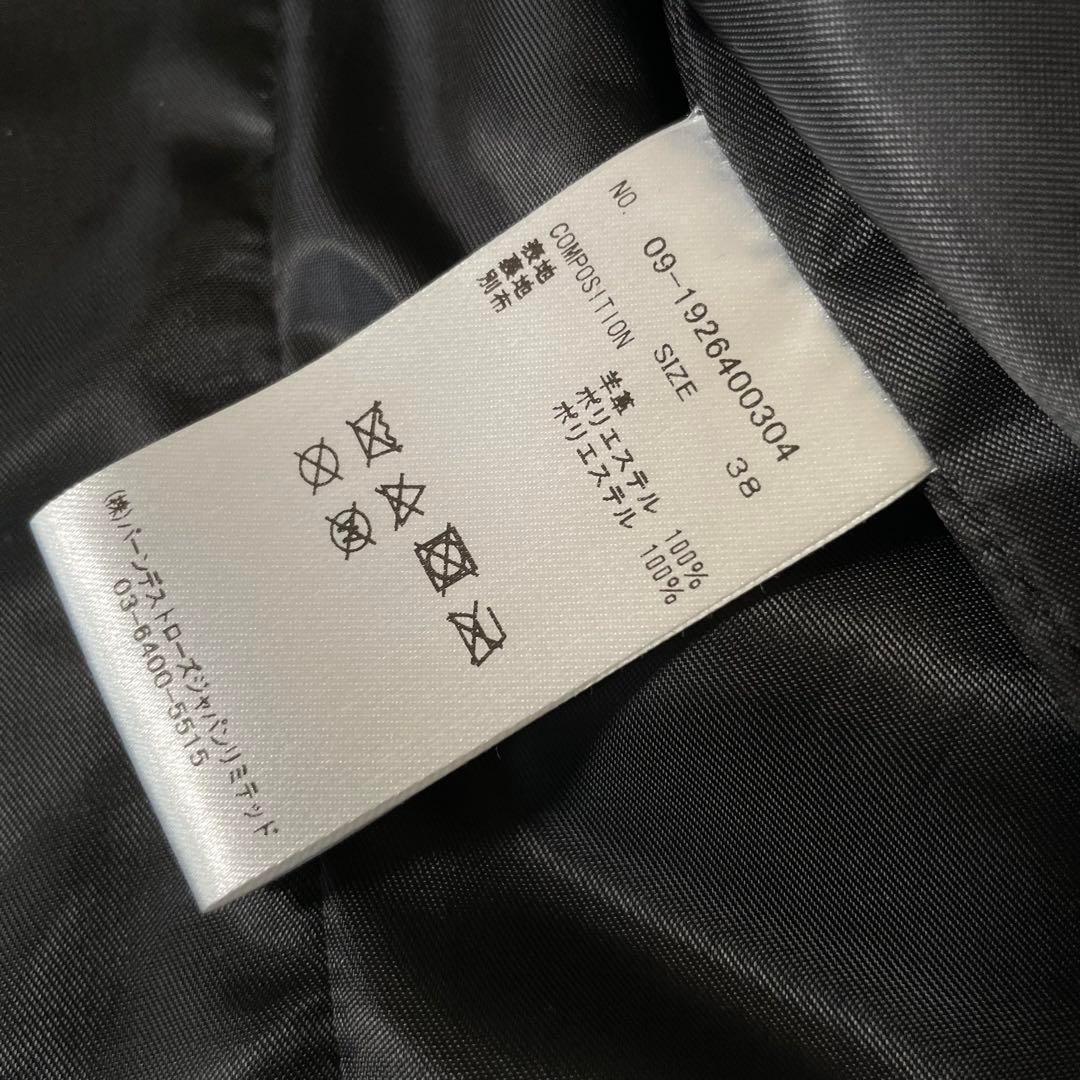 NO. 09-1926400304
SIZE 38
COMPOSITION
表地 羊革
裏地 ポリエステル 100%
別布 ポリエステル 100%
(株)バーンデストローズジャパンリミテッド
03-6400-5515